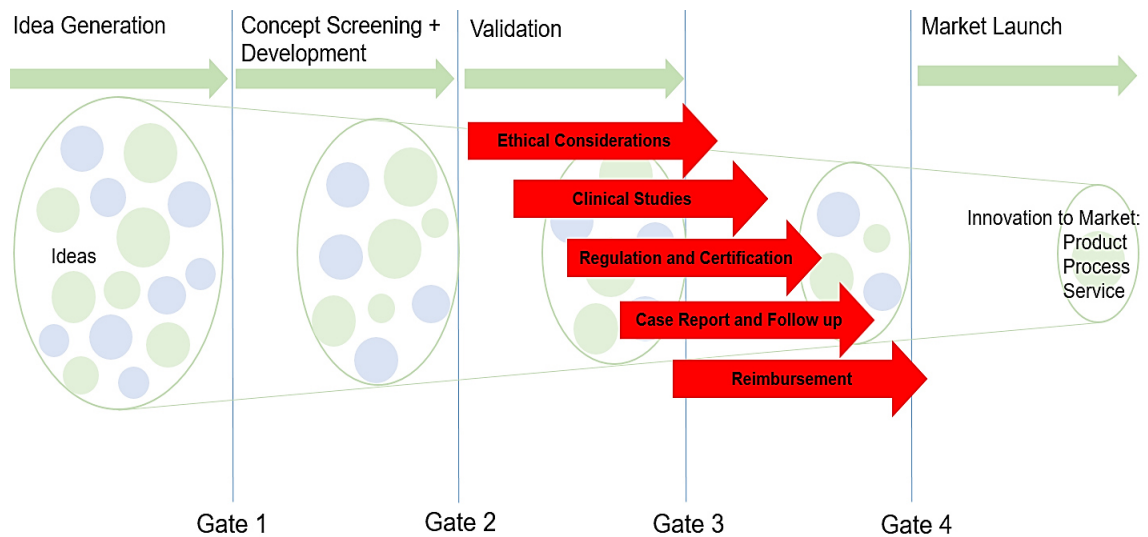 Idea Generation
Concept Screening +
Development
Validation
Market Launch
Ethical Considerations
Clinical Studies
Regulation and Certification
Case Report and Follow up
Reimbursement
Ideas
Innovation to Market:
Product
Process
Service
Gate 1
Gate 2
Gate 3
Gate 4